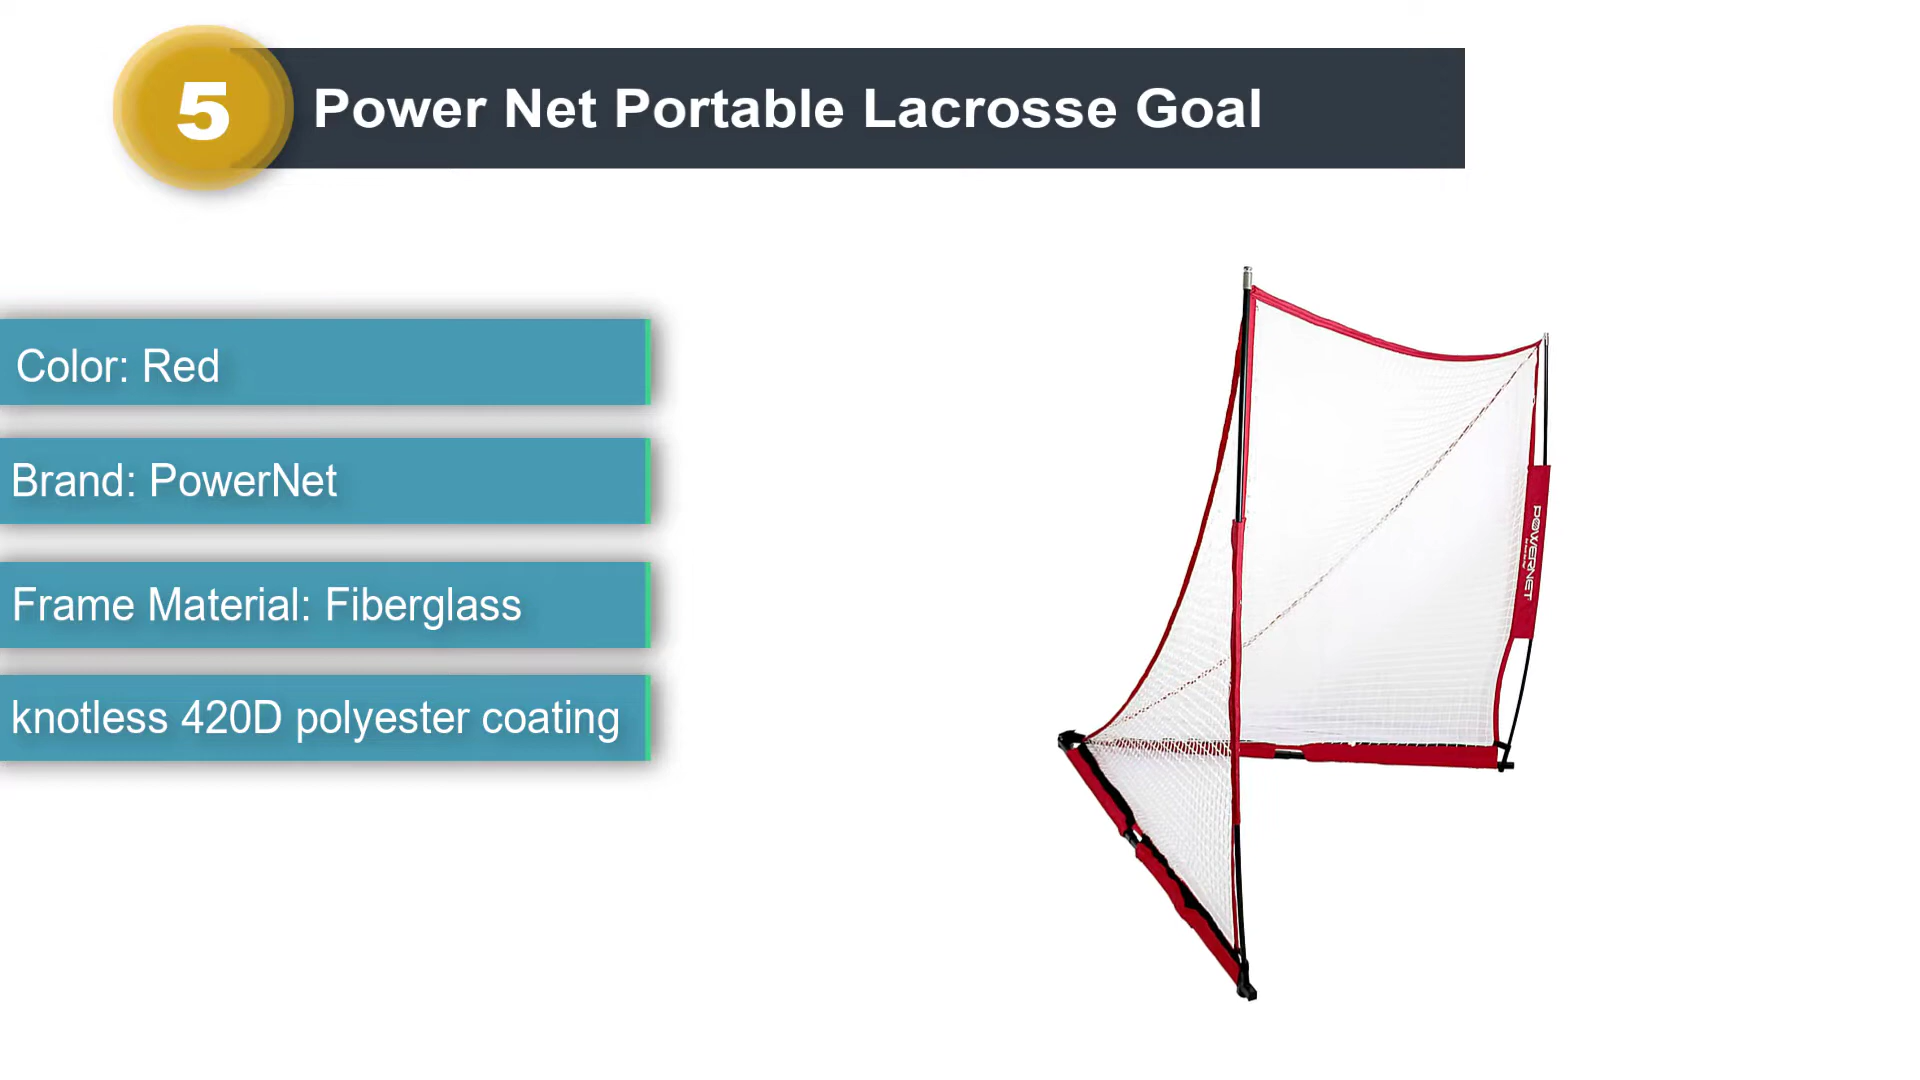 5
Power Net Portable Lacrosse Goal
Color: Red
Brand: PowerNet
Frame Material: Fiberglass
knotless 420D polyester coating
POWERNET